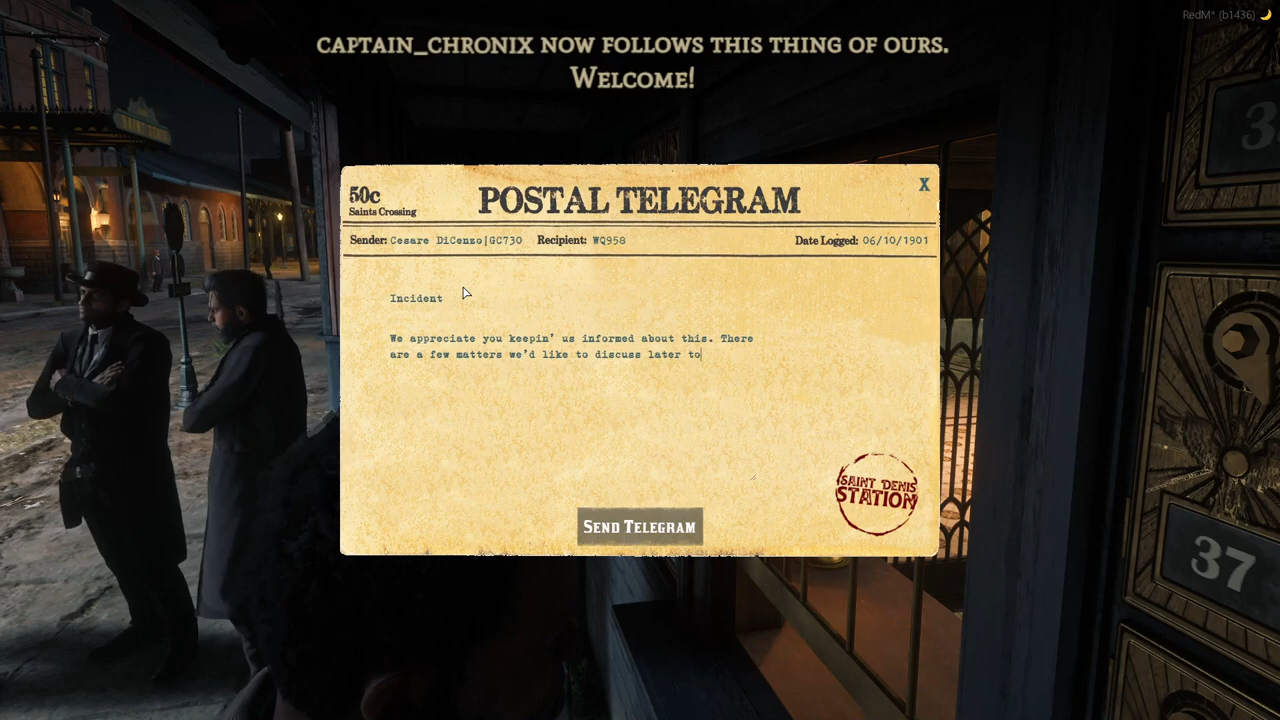 RedM* (b1436)
CAPTAIN_CHRONIX NOW FOLLOWS THIS THING OF OURS.
WELCOME!
50c
Saints Crossing
POSTAL TELEGRAM
X
Sender: Cesare DiCenzo|GC730 Recipient: WQ958 Date Logged: 06/10/1901
Incident
We appreciate you keepin' us informed about this. There
are a few matters we'd like to discuss later to
SAINT DENIS
STATION
SEND TELEGRAM
37